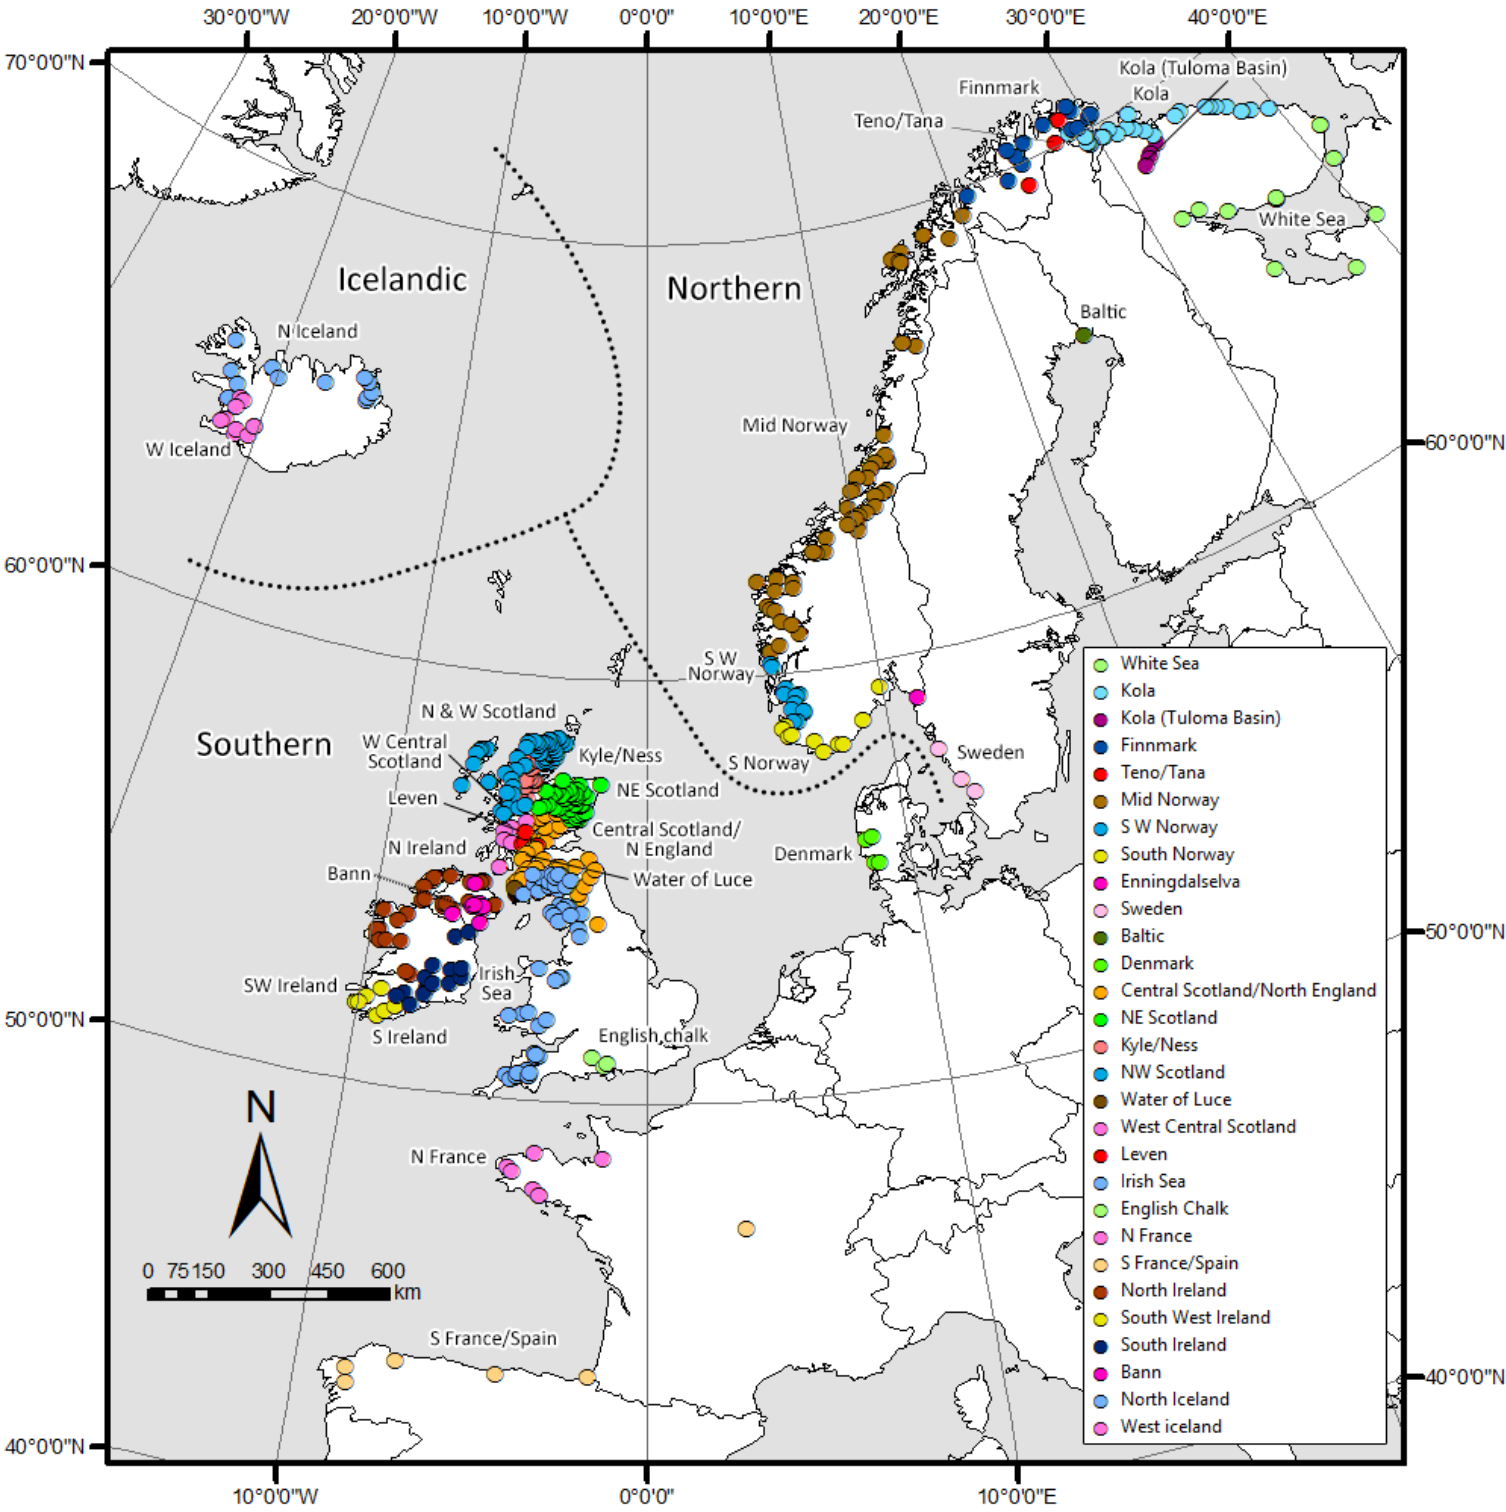 30°0'0"W
20°0'0"W
10°0'0"W
0°0'0"
10°0'0"E
20°0'0"E
30°0'0"E
40°0'0"E
70°0'0"N
Kola (Tuloma Basin)
Finnmark
Kola
Teno/Tana
White Sea
Icelandic
Northern
Baltic
N Iceland
Mid Norway
W Iceland
60°0'0"N
60°0'0"N
S W
Norway
N & W Scotland
Southern
W Central
Scotland
Kyle/Ness
S Norway
Sweden
Leven
NE Scotland
Central Scotland/
N England
N Ireland
Denmark
Bann
Water of Luce
50°0'0"N
SW Ireland
Irish
Sea
50°0'0"N
S Ireland
English chalk
N
N France
0 75 150 300 450 600
km
S France/Spain
40°0'0"N
40°0'0"N
10°0'0"W
0°0'0"
10°0'0"E
White Sea
Kola
Kola (Tuloma Basin)
Finnmark
Teno/Tana
Mid Norway
S W Norway
South Norway
Enningdalselva
Sweden
Baltic
Denmark
Central Scotland/North England
NE Scotland
Kyle/Ness
NW Scotland
Water of Luce
West Central Scotland
Leven
Irish Sea
English Chalk
N France
S France/Spain
North Ireland
South West Ireland
South Ireland
Bann
North Iceland
West iceland